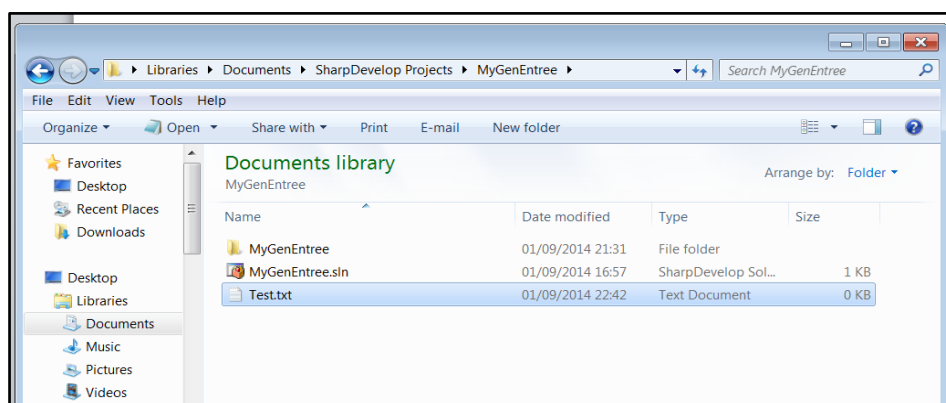 Libraries Documents SharpDevelop Projects MyGenEntree Search MyGenEntree
File Edit View Tools Help
Organize Open Share with Print E-mail New folder
Favorites
Desktop
Recent Places
Downloads
Desktop
Libraries
Documents
Music
Pictures
Videos
Documents library
MyGenEntree
Arrange by: Folder
Name Date modified Type Size
MyGenEntree 01/09/2014 21:31 File folder
MyGenEntree.sln 01/09/2014 16:57 SharpDevelop Sol... 1 KB
Test.txt 01/09/2014 22:42 Text Document 0 KB